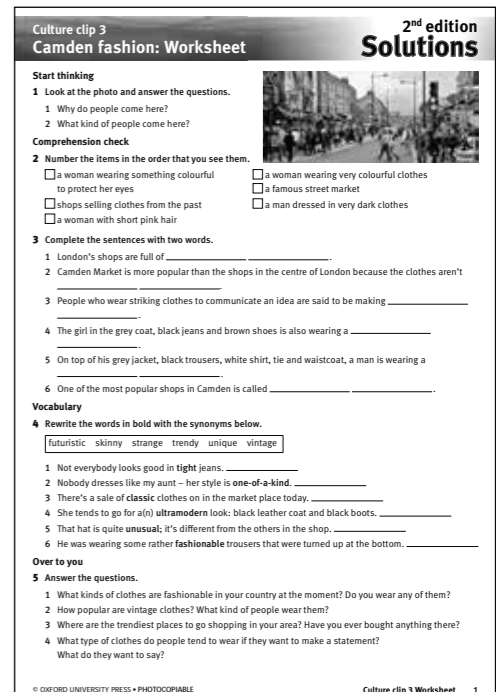 Culture clip 3
Camden fashion: Worksheet
2nd edition
Solutions
Start thinking
1 Look at the photo and answer the questions.
1 Why do people come here?
2 What kind of people come here?
Comprehension check
2 Number the items in the order that you see them.
a woman wearing something colourful
to protect her eyes
shops selling clothes from the past
a woman with short pink hair
a woman wearing very colourful clothes
a famous street market
a man dressed in very dark clothes
3 Complete the sentences with two words.
1 London's shops are full of ______________ ______________.
2 Camden Market is more popular than the shops in the centre of London because the clothes aren't
______________ ______________.
3 People who wear striking clothes to communicate an idea are said to be making ______________
______________.
4 The girl in the grey coat, black jeans and brown shoes is also wearing a ______________
______________.
5 On top of his grey jacket, black trousers, white shirt, tie and waistcoat, a man is wearing a
______________ ______________.
6 One of the most popular shops in Camden is called ______________ ______________.
Vocabulary
4 Rewrite the words in bold with the synonyms below.
futuristic skinny strange trendy unique vintage
1 Not everybody looks good in tight jeans. ______________
2 Nobody dresses like my aunt – her style is one-of-a-kind. ______________
3 There's a sale of classic clothes on in the market place today. ______________
4 She tends to go for a(n) ultramodern look: black leather coat and black boots. ______________
5 That hat is quite unusual; it's different from the others in the shop. ______________
6 He was wearing some rather fashionable trousers that were turned up at the bottom. ______________
Over to you
5 Answer the questions.
1 What kinds of clothes are fashionable in your country at the moment? Do you wear any of them?
2 How popular are vintage clothes? What kind of people wear them?
3 Where are the trendiest places to go shopping in your area? Have you ever bought anything there?
4 What type of clothes do people tend to wear if they want to make a statement?
What do they want to say?
© OXFORD UNIVERSITY PRESS • PHOTOCOPIABLE
Culture clip 3 Worksheet 1